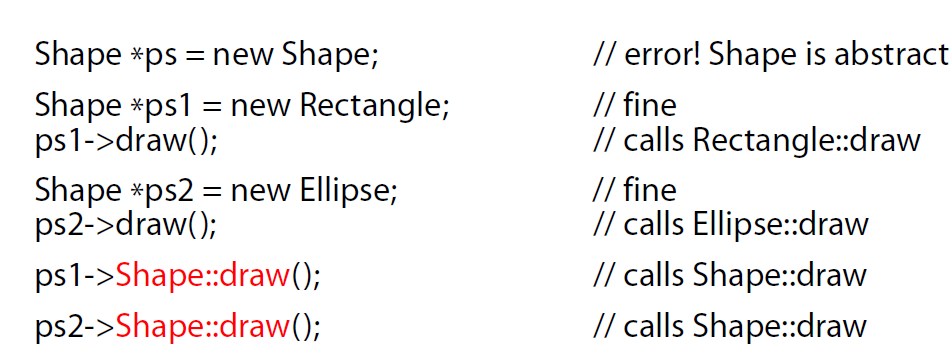 Shape *ps = new Shape; // error! Shape is abstract
Shape *ps1 = new Rectangle; // fine
ps1->draw(); // calls Rectangle::draw
Shape *ps2 = new Ellipse; // fine
ps2->draw(); // calls Ellipse::draw
ps1->Shape::draw(); // calls Shape::draw
ps2->Shape::draw(); // calls Shape::draw